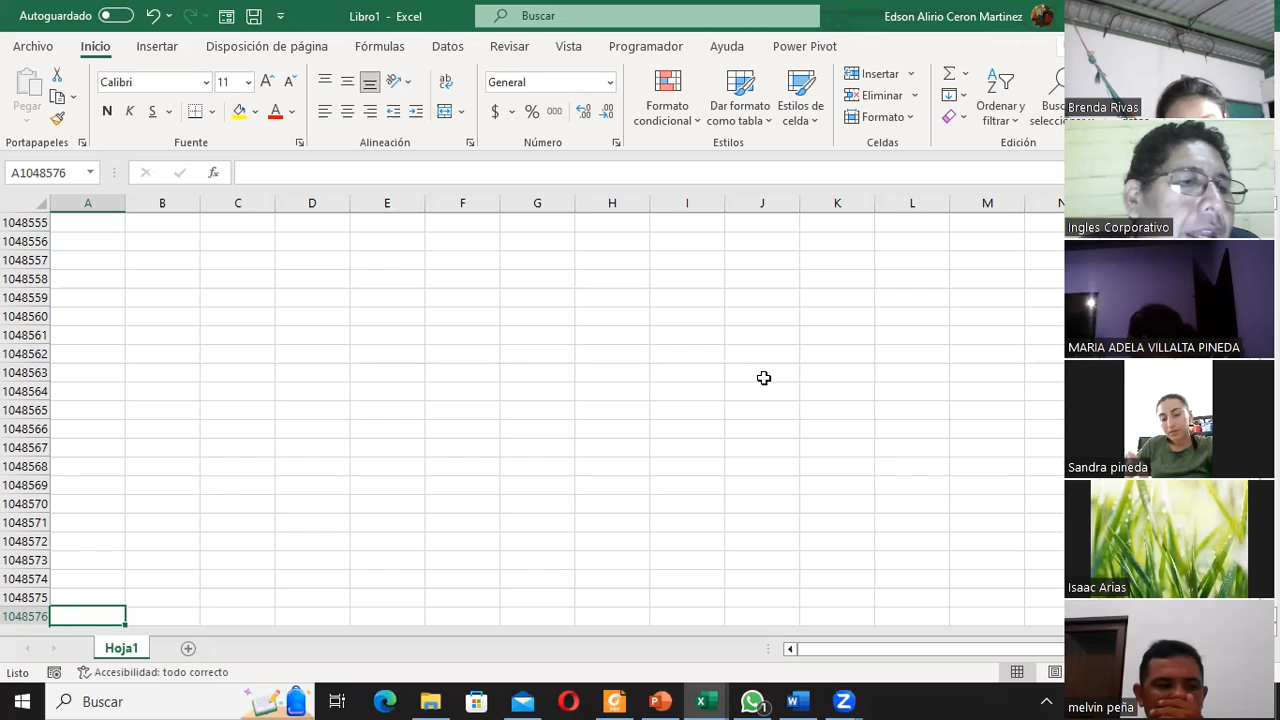 Autoguardado Libro1 - Excel Buscar Edson Alirio Ceron Martinez
Archivo Inicio Insertar Disposición de página Fórmulas Datos Revisar Vista Programador Ayuda Power Pivot
Pegar
Calibri 11
N K S
General
$ % 000
Formato condicional
Dar formato como tabla
Estilos de celda
Insertar
Eliminar
Formato
Ordenar y filtrar
Portapapeles Fuente Alineación Número Estilos Celdas Edición
A1048576 fx
A B C D E F G H I J K L M N
1048555
1048556
1048557
1048558
1048559
1048560
1048561
1048562
1048563
1048564
1048565
1048566
1048567
1048568
1048569
1048570
1048571
1048572
1048573
1048574
1048575
1048576
Hoja1
Listo Accesibilidad: todo correcto
Buscar
Brenda Rivas
Ingles Corporativo
MARIA ADELA VILLALTA PINEDA
Sandra pineda
Isaac Arias
melvin peña